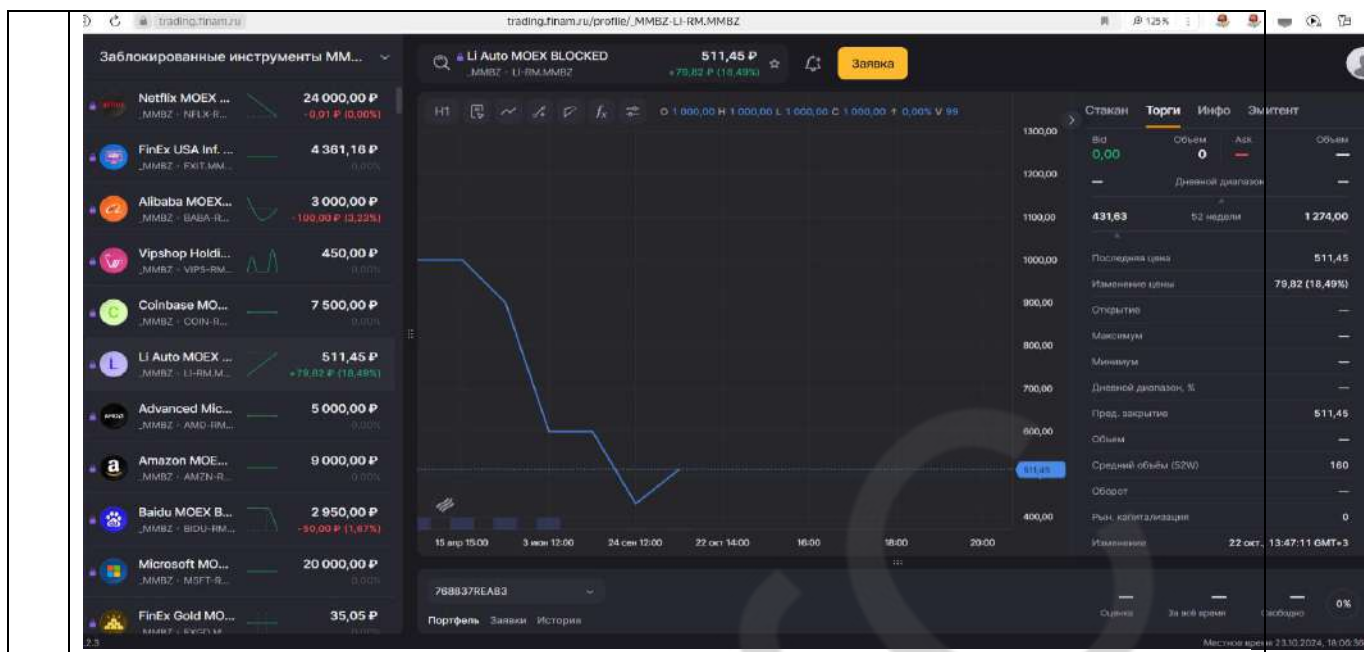 trading.finam.ru
trading.finam.ru/profile/_MMBZ-LI-RM.MMBZ
125%
Заблокированные инструменты ММ...
Li Auto MOEX BLOCKED
_MMBZ · LI-RM.MMBZ
511,45 ₽
+79,82 ₽ (18,49%)
Заявка
Netflix MOEX ...
_MMBZ · NFLX-R...
24 000,00 ₽
-0,01 ₽ (0,00%)
FinEx USA Inf. ...
_MMBZ · FXIT.MM...
4 361,16 ₽
0,00%
Alibaba MOEX...
_MMBZ · BABA-R...
3 000,00 ₽
-100,00 ₽ (3,23%)
Vipshop Holdi...
_MMBZ · VIPS-RM...
450,00 ₽
0,00%
Coinbase MO...
_MMBZ · COIN-R...
7 500,00 ₽
0,00%
Li Auto MOEX ...
_MMBZ · LI-RM.M...
511,45 ₽
+79,82 ₽ (18,49%)
Advanced Mic...
_MMBZ · AMD-RM...
5 000,00 ₽
0,00%
Amazon MOE...
_MMBZ · AMZN-R...
9 000,00 ₽
0,00%
Baidu MOEX B...
_MMBZ · BIDU-RM...
2 950,00 ₽
-50,00 ₽ (1,67%)
Microsoft MO...
_MMBZ · MSFT-R...
20 000,00 ₽
0,00%
FinEx Gold MO...
35,05 ₽
H1
fx
O 1 000,00 H 1 000,00 L 1 000,00 C 1 000,00 + 0,00% V 99
1300,00
1200,00
1100,00
1000,00
900,00
800,00
700,00
600,00
511,45
400,00
15 апр 15:00 3 июн 12:00 24 сен 12:00 22 окт 14:00 16:00 18:00 20:00
768837REAB3
Портфель Заявки История
Стакан Торги Инфо Эмитент
Bid Объём Ask Объём
0,00 0 — —
— Дневной диапазон —
431,63 52 недели 1 274,00
Последняя цена 511,45
Изменение цены 79,82 (18,49%)
Открытие —
Максимум —
Минимум —
Дневной диапазон, % —
Пред. закрытие 511,45
Объём —
Средний объём (52W) 160
Оборот —
Рын. капитализация 0
Изменение 22 окт., 13:47:11 GMT+3
— — —
Оценка За всё время Свободно
0%
Местное время 23.10.2024,